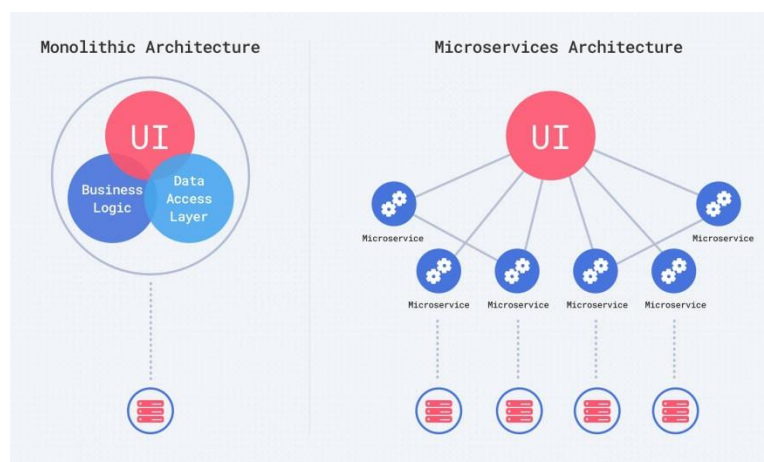 Monolithic Architecture
Microservices Architecture
UI
Business
Logic
Data
Access
Layer
UI
Microservice
Microservice
Microservice
Microservice
Microservice
Microservice